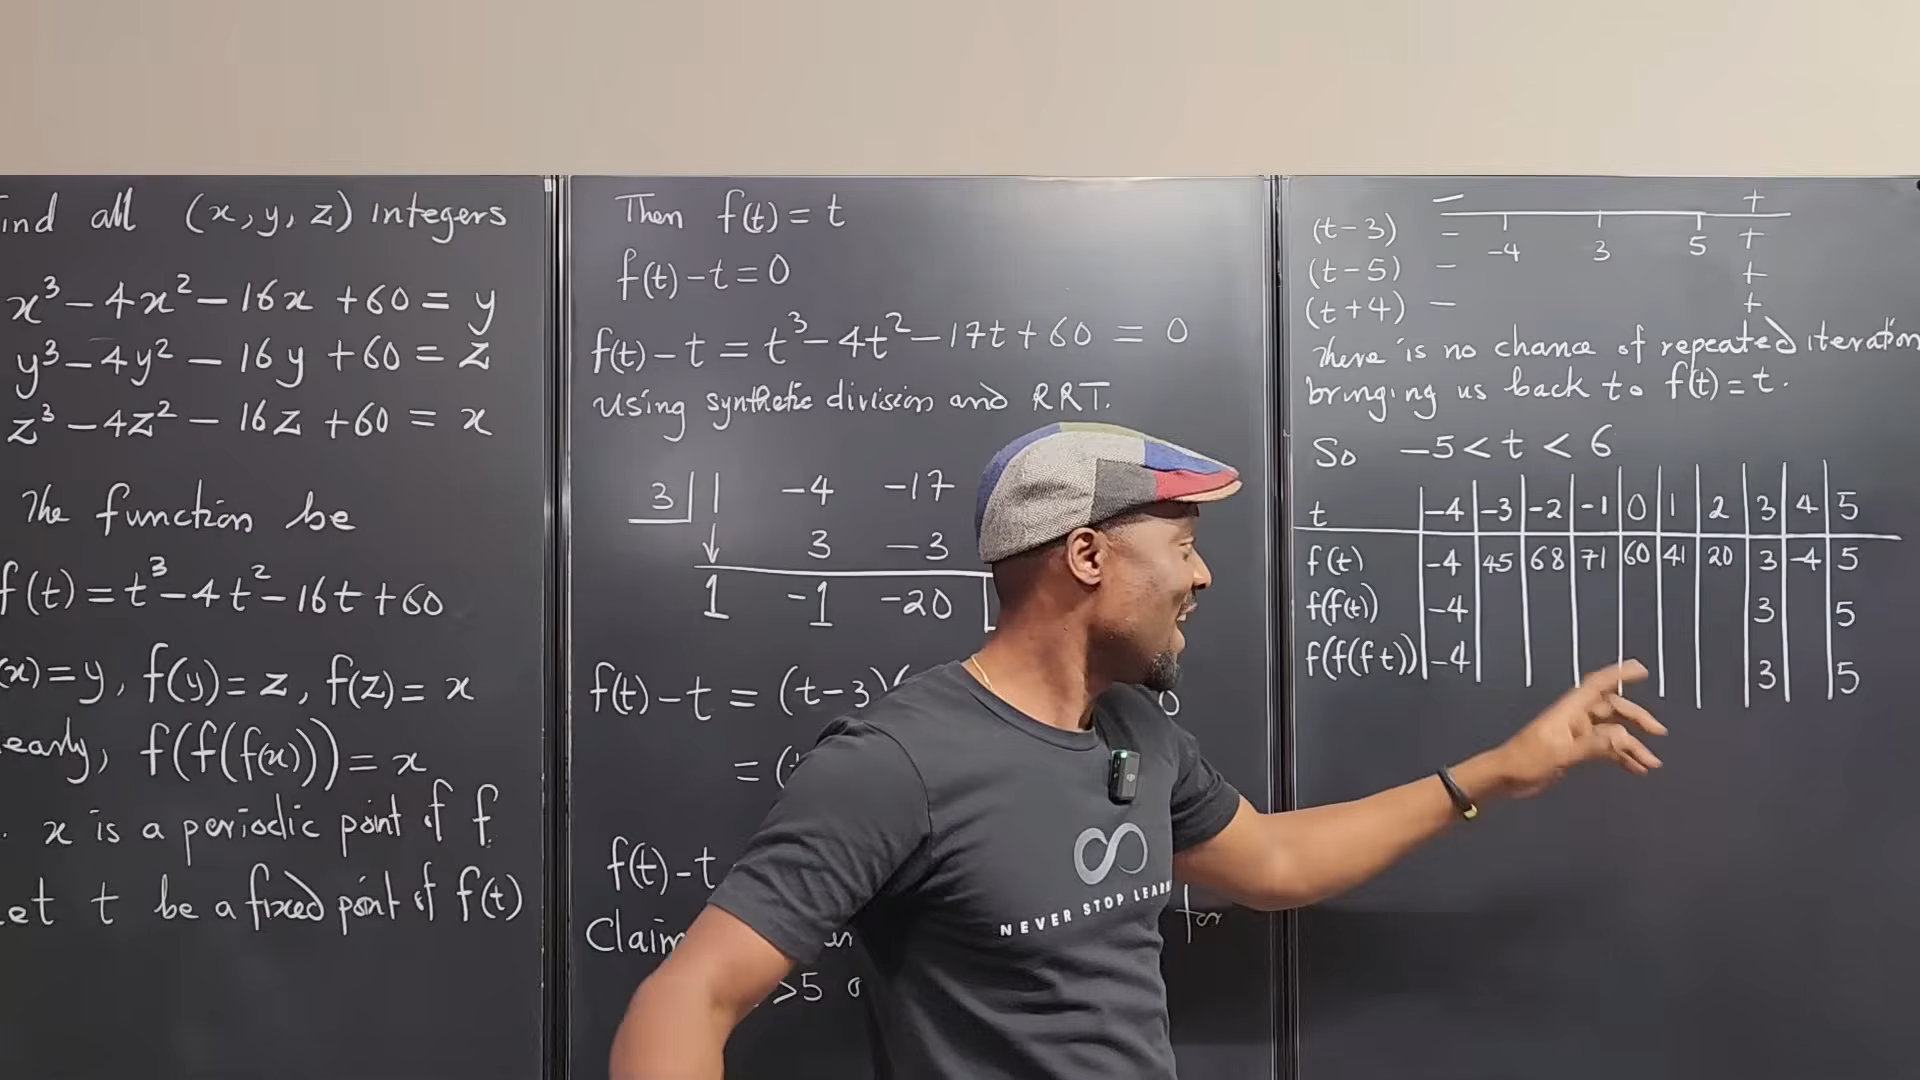 ind all (x, y, z) integers
x³ − 4x² − 16x + 60 = y
y³ − 4y² − 16y + 60 = z
z³ − 4z² − 16z + 60 = x
The function be
f(t) = t³ − 4t² − 16t + 60
(x) = y, f(y) = z, f(z) = x
early, f(f(f(x))) = x
x is a periodic point of f
et t be a fixed point of f(t)
Then f(t) = t
f(t) − t = 0
f(t) − t = t³ − 4t² − 17t + 60 = 0
Using synthetic division and RRT.
3 | 1 −4 −17
↓ 3 −3
1 −1 −20
f(t) − t = (t−3)( 0
= (
f(t) − t
Claim for
>5
− +
(t−3) − −4 3 5 +
(t−5) − +
(t+4) − +
There is no chance of repeated iteration
bringing us back to f(t) = t.
So −5 < t < 6
t −4 −3 −2 −1 0 1 2 3 4 5
f(t) −4 45 68 71 60 41 20 3 −4 5
f(f(t)) −4 3 5
f(f(f t)) −4 3 5
NEVER STOP LEARN